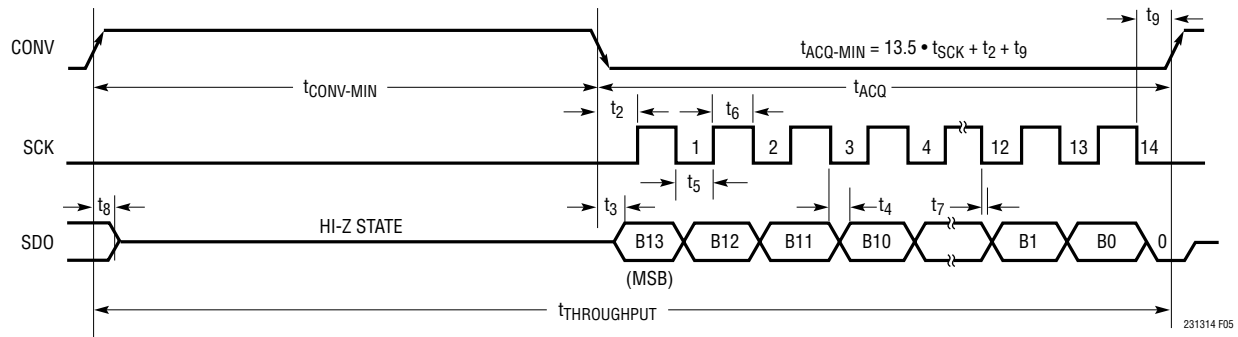 t9
CONV
tACQ-MIN = 13.5 • tSCK + t2 + t9
tCONV-MIN
tACQ
t2
t6
SCK
1
2
3
4
12
13
14
t5
t8
t3
t4
t7
HI-Z STATE
SDO
B13
B12
B11
B10
B1
B0
0
(MSB)
tTHROUGHPUT
231314 F05